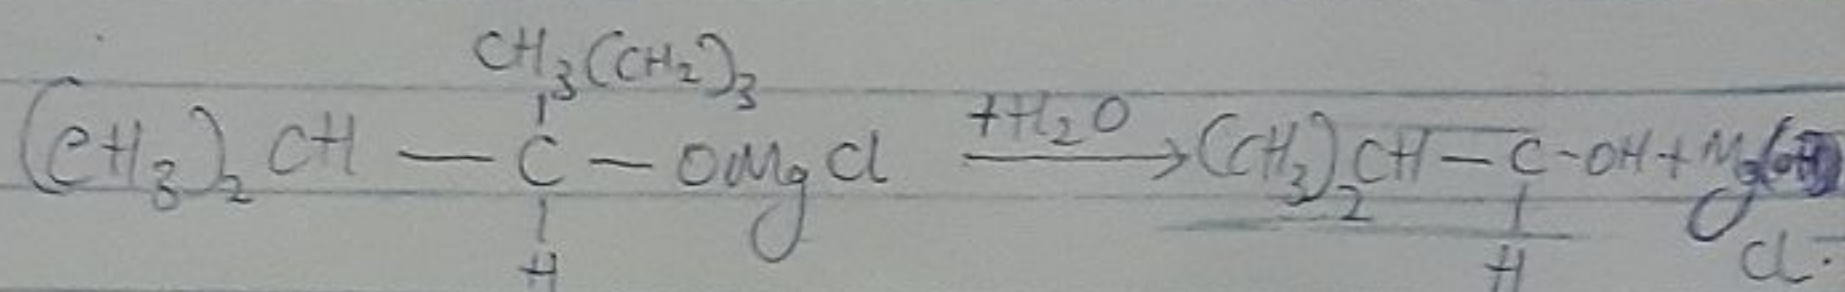 CH₃(CH₂)₃
(CH₃)₂CH — C — OMgCl +H₂O → (CH₃)₂CH — C - OH + Mg(OH)
H H Cl.